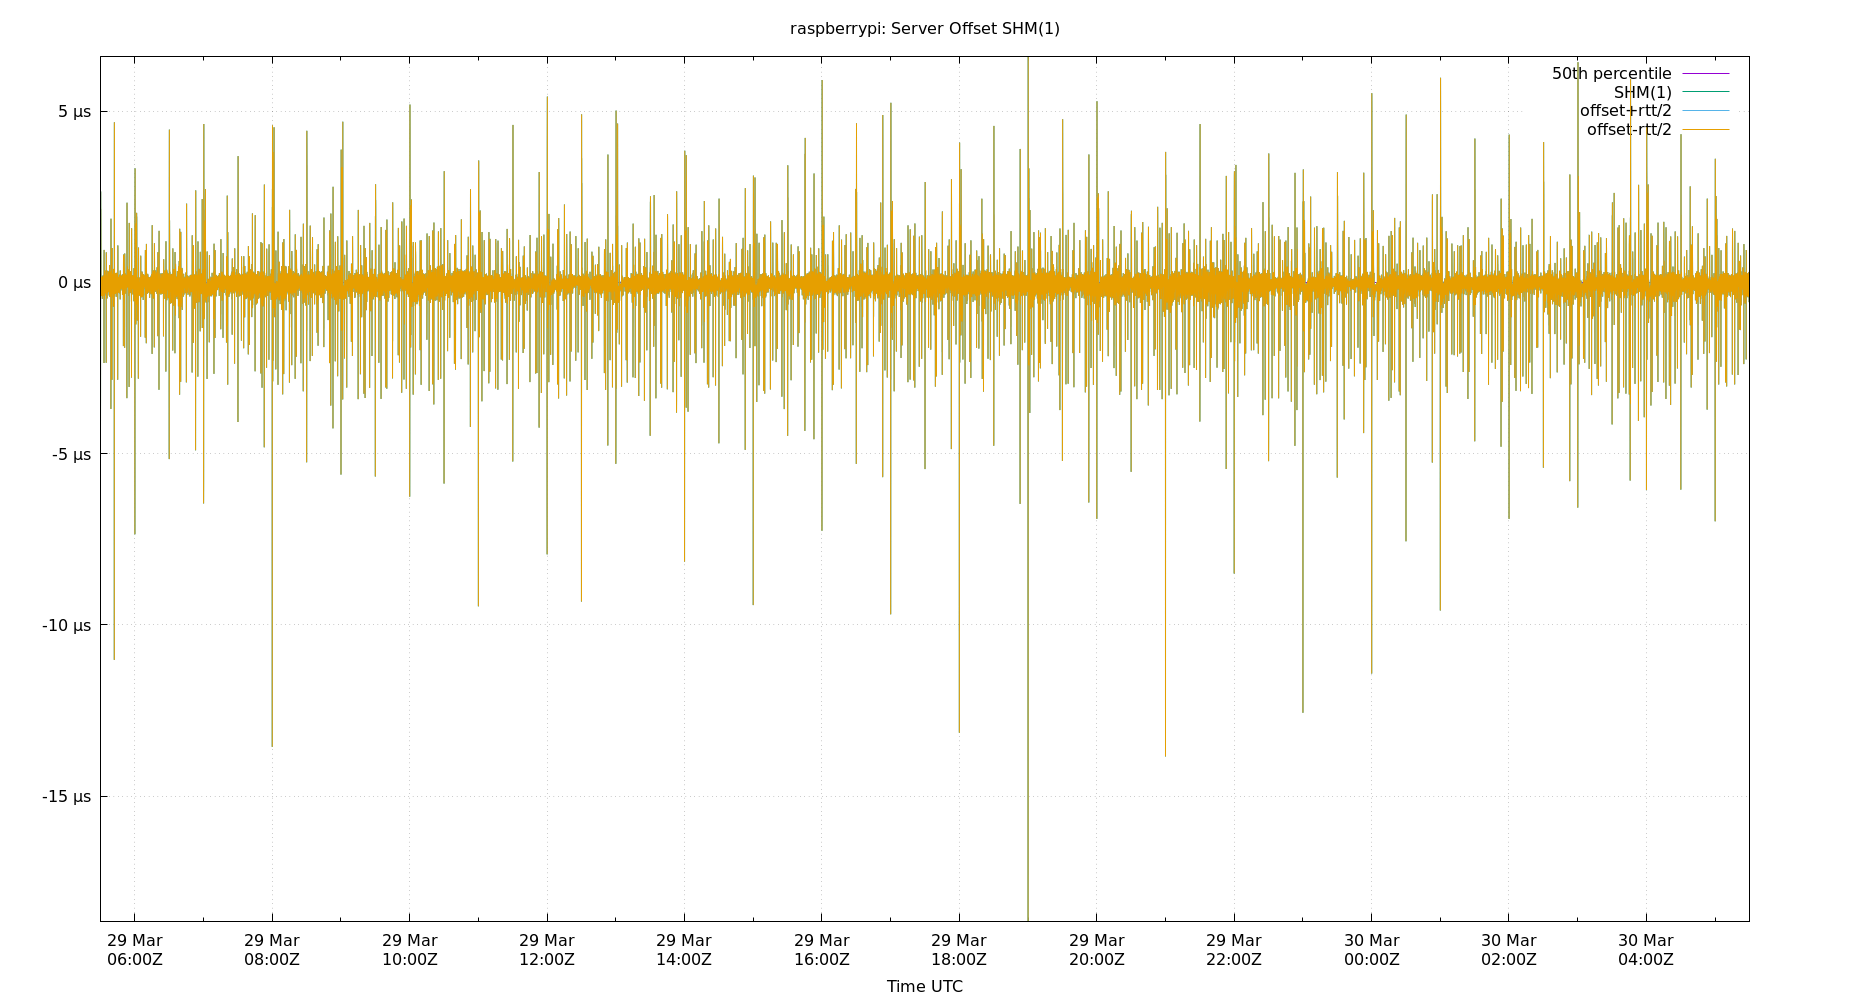 raspberrypi: Server Offset SHM(1)
50th percentile
SHM(1)
offset+rtt/2
offset-rtt/2
5 µs
0 µs
-5 µs
-10 µs
-15 µs
29 Mar 29 Mar 29 Mar 29 Mar 29 Mar 29 Mar 29 Mar 29 Mar 29 Mar 30 Mar 30 Mar 30 Mar
06:00Z 08:00Z 10:00Z 12:00Z 14:00Z 16:00Z 18:00Z 20:00Z 22:00Z 00:00Z 02:00Z 04:00Z
Time UTC